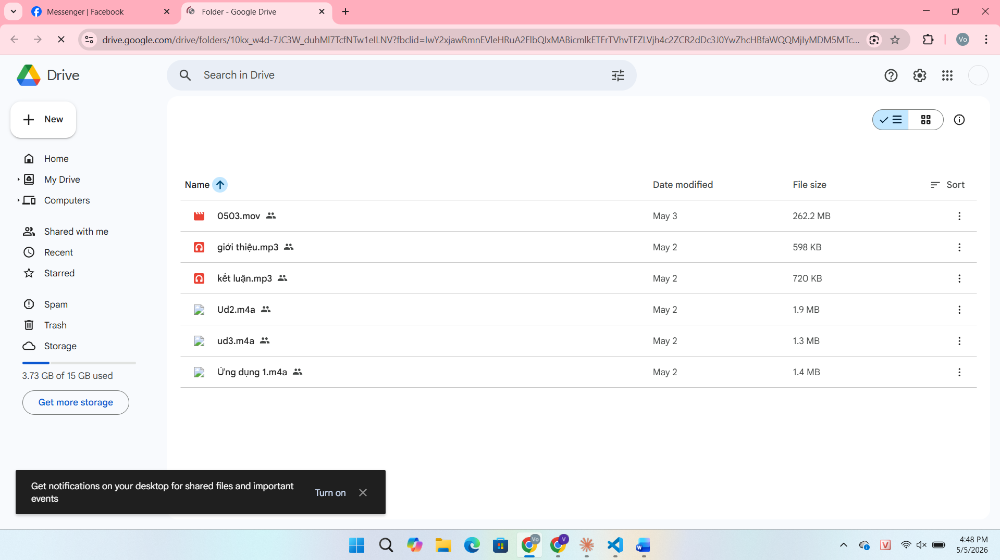 Messenger | Facebook
Folder - Google Drive
drive.google.com/drive/folders/10kx_w4d-7JC3W_duhMl7TcfNTw1eILNV?fbclid=IwY2xjawRmnEVleHRuA2FlbQIxMABicmlkETFrTVhvTFZLVjh4c2ZCR2dDc3J0YwZhcHBfaWQQMjIyMDM5MTc...
Vo
Drive
Search in Drive
New
Home
My Drive
Computers
Shared with me
Recent
Starred
Spam
Trash
Storage
3.73 GB of 15 GB used
Get more storage
Name
Date modified
File size
Sort
0503.mov
May 3
262.2 MB
giới thiệu.mp3
May 2
598 KB
kết luận.mp3
May 2
720 KB
Ud2.m4a
May 2
1.9 MB
ud3.m4a
May 2
1.3 MB
Ứng dụng 1.m4a
May 2
1.4 MB
Get notifications on your desktop for shared files and important
events
Turn on
Vo
V
W
V
4:48 PM
5/5/2026